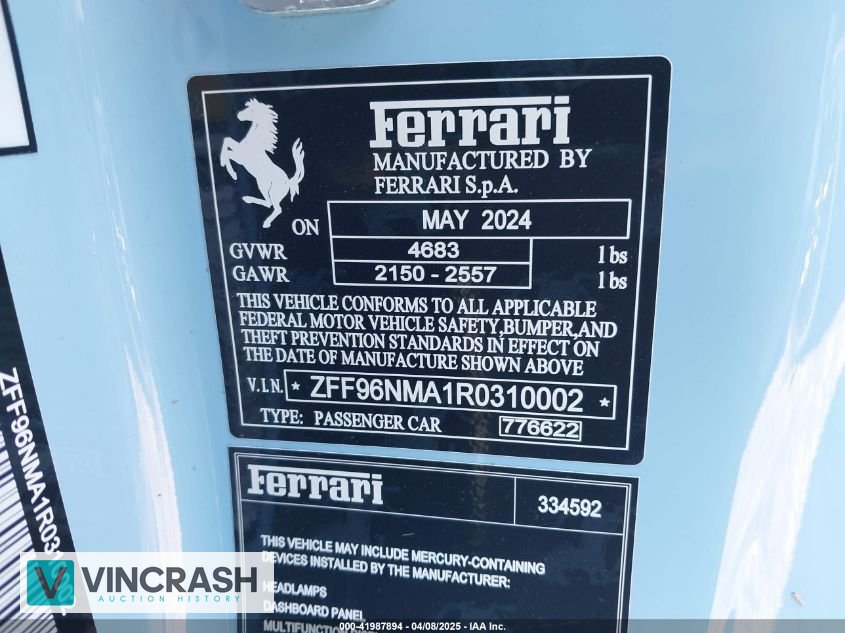 Ferrari
MANUFACTURED BY
FERRARI S.p.A.
ON MAY 2024
GVWR 4683 lbs
GAWR 2150 - 2557 lbs
THIS VEHICLE CONFORMS TO ALL APPLICABLE
FEDERAL MOTOR VEHICLE SAFETY,BUMPER,AND
THEFT PREVENTION STANDARDS IN EFFECT ON
THE DATE OF MANUFACTURE SHOWN ABOVE
V.I.N. * ZFF96NMA1R0310002 *
TYPE: PASSENGER CAR 776622
Ferrari 334592
THIS VEHICLE MAY INCLUDE MERCURY-CONTAINING
DEVICES INSTALLED BY THE MANUFACTURER:
HEADLAMPS
DASHBOARD PANEL
ZFF96NMA1R03
V VINCRASH
AUCTION HISTORY
000-41987894 04/08/2025 - IAA Inc.